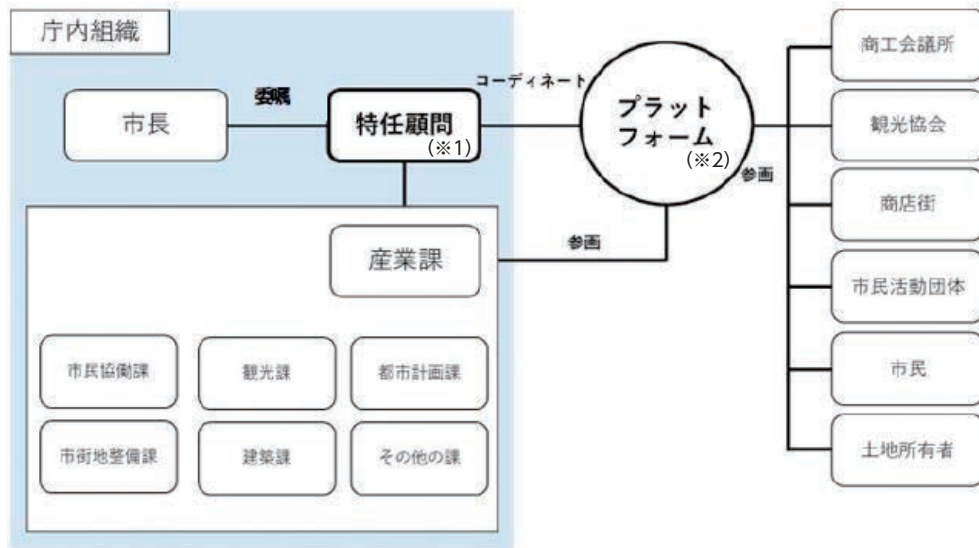 庁内組織
市長
委嘱
特任顧問
(※1)
コーディネート
プラット
フォーム
(※2)
参画
商工会議所
観光協会
商店街
市民活動団体
市民
土地所有者
産業課
参画
市民協働課
観光課
都市計画課
市街地整備課
建築課
その他の課